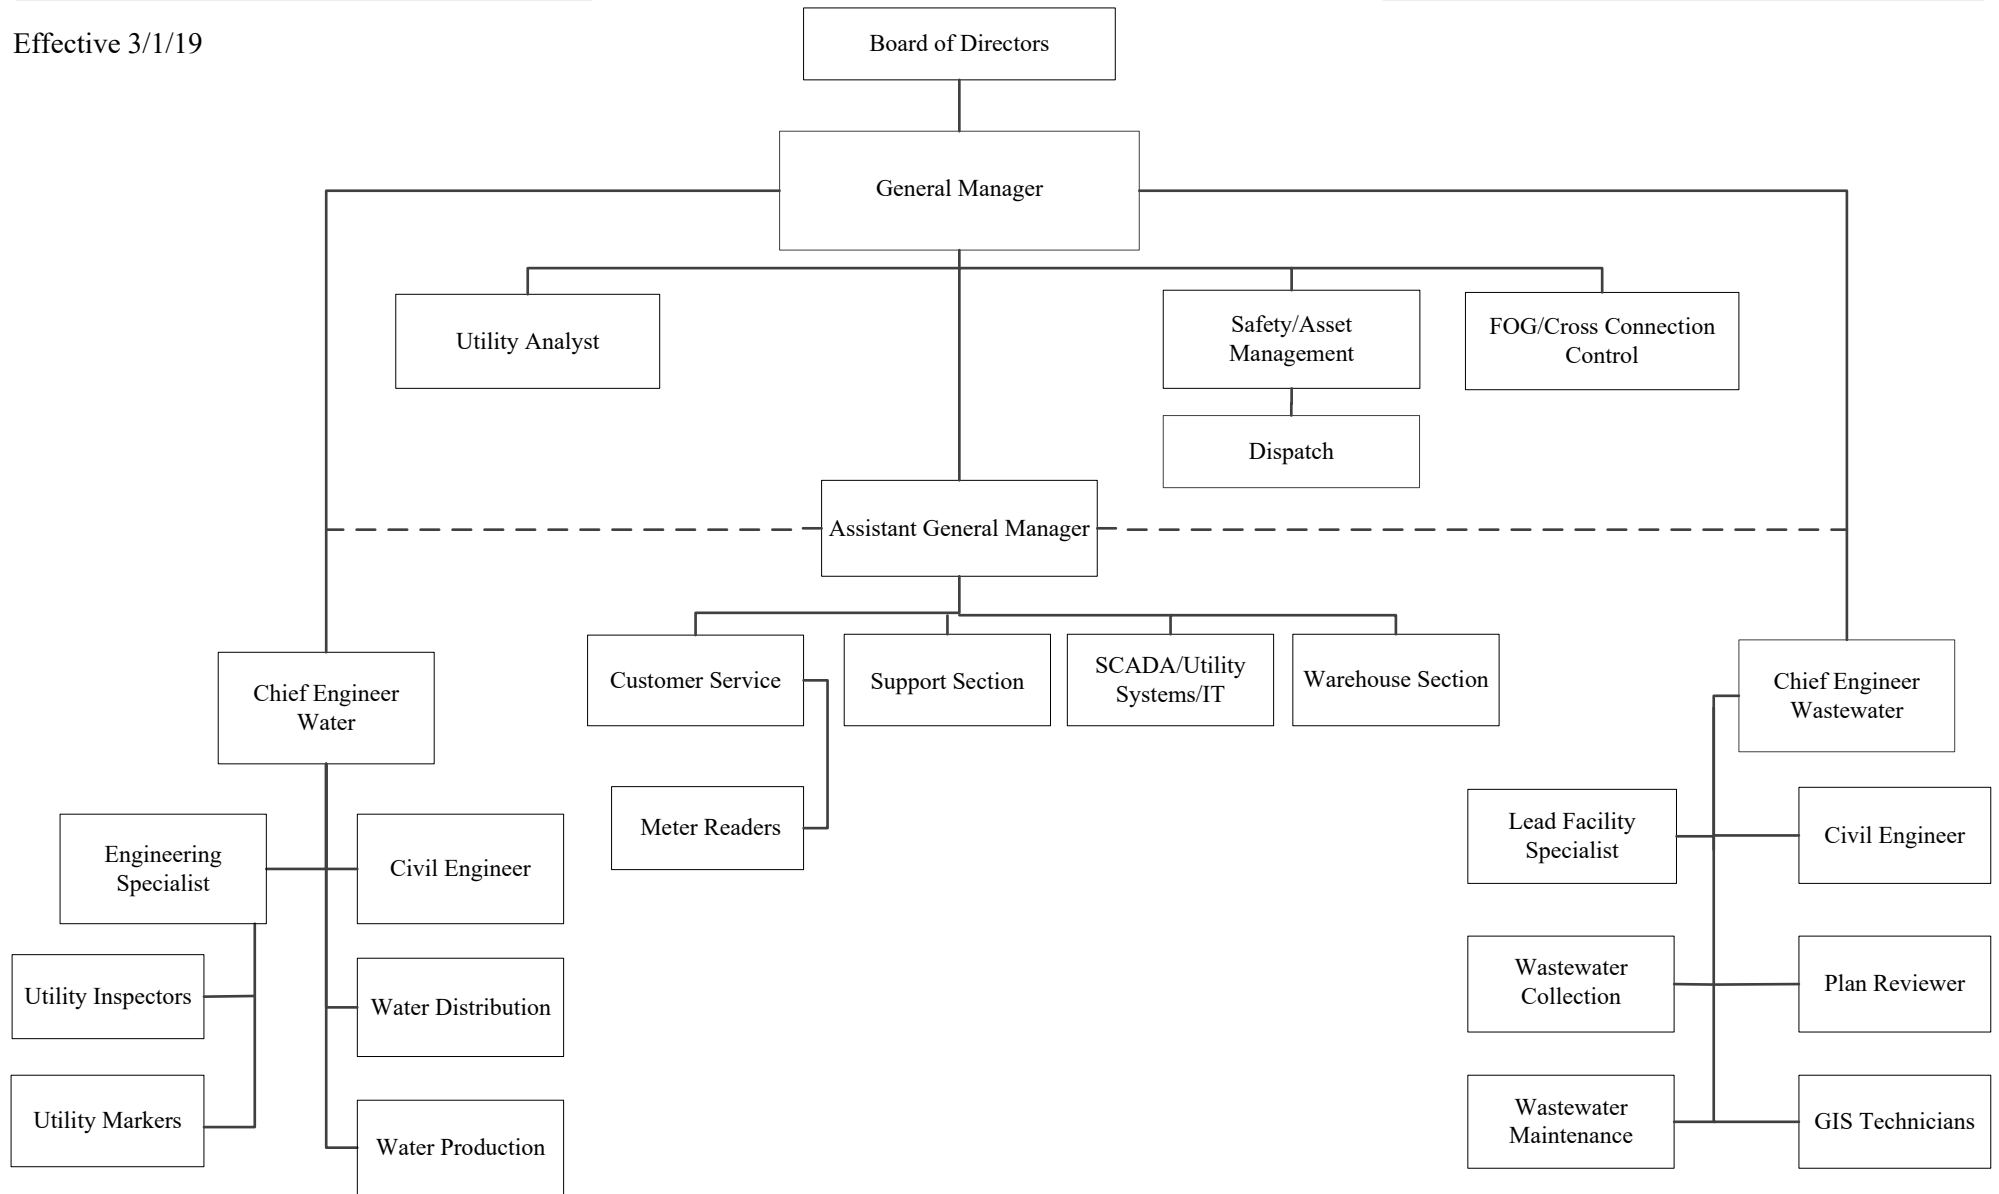 Effective 3/1/19
Board of Directors
General Manager
Utility Analyst
Safety/Asset
Management
FOG/Cross Connection
Control
Dispatch
Assistant General Manager
Customer Service
Support Section
SCADA/Utility
Systems/IT
Warehouse Section
Chief Engineer
Water
Chief Engineer
Wastewater
Meter Readers
Engineering
Specialist
Civil Engineer
Lead Facility
Specialist
Civil Engineer
Utility Inspectors
Water Distribution
Wastewater
Collection
Plan Reviewer
Utility Markers
Water Production
Wastewater
Maintenance
GIS Technicians